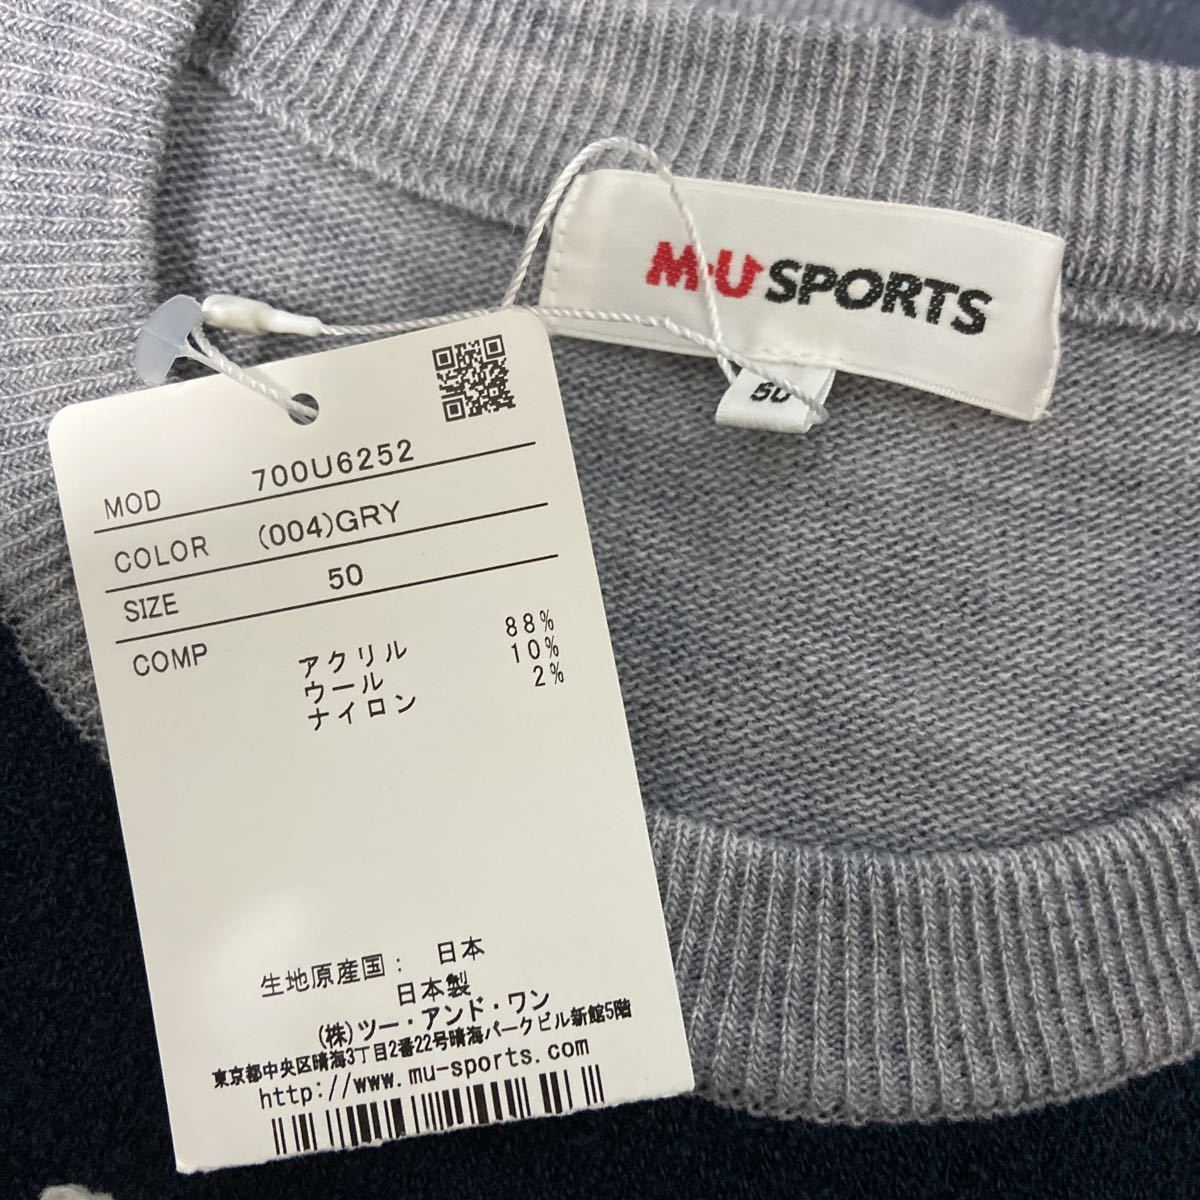 M·U SPORTS
50
MOD 700U6252
COLOR (004)GRY
SIZE 50
COMP
アクリル 88%
ウール 10%
ナイロン 2%
生地原産国： 日本
日本製
(株)ツー・アンド・ワン
東京都中央区晴海3丁目2番22号晴海パークビル新館5階
http://www.mu-sports.com